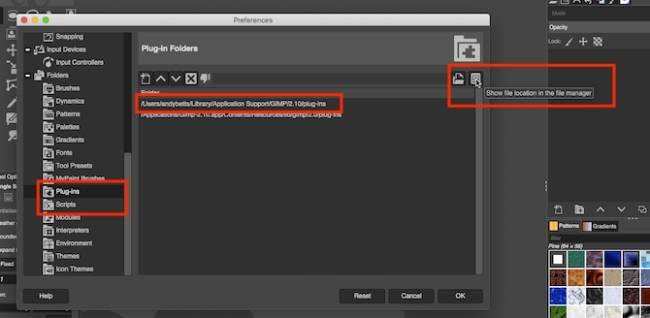 Preferences
Snapping
Input Devices
Input Controllers
Folders
Brushes
Dynamics
Patterns
Palettes
Gradients
Fonts
Tool Presets
MyPaint Brushes
Plug-ins
Scripts
Modules
Interpreters
Environment
Themes
Icon Themes
Plug-In Folders
Folder
/Users/andybetts/Library/Application Support/GIMP/2.10/plug-ins
/Applications/Gimp-2.10.app/Contents/Resources/lib/gimp/2.0/plug-ins
Show file location in the file manager
Help
Reset
Cancel
OK
Opacity
Lock:
Patterns
Gradients
filter
Pine (64 × 56)
Fixed